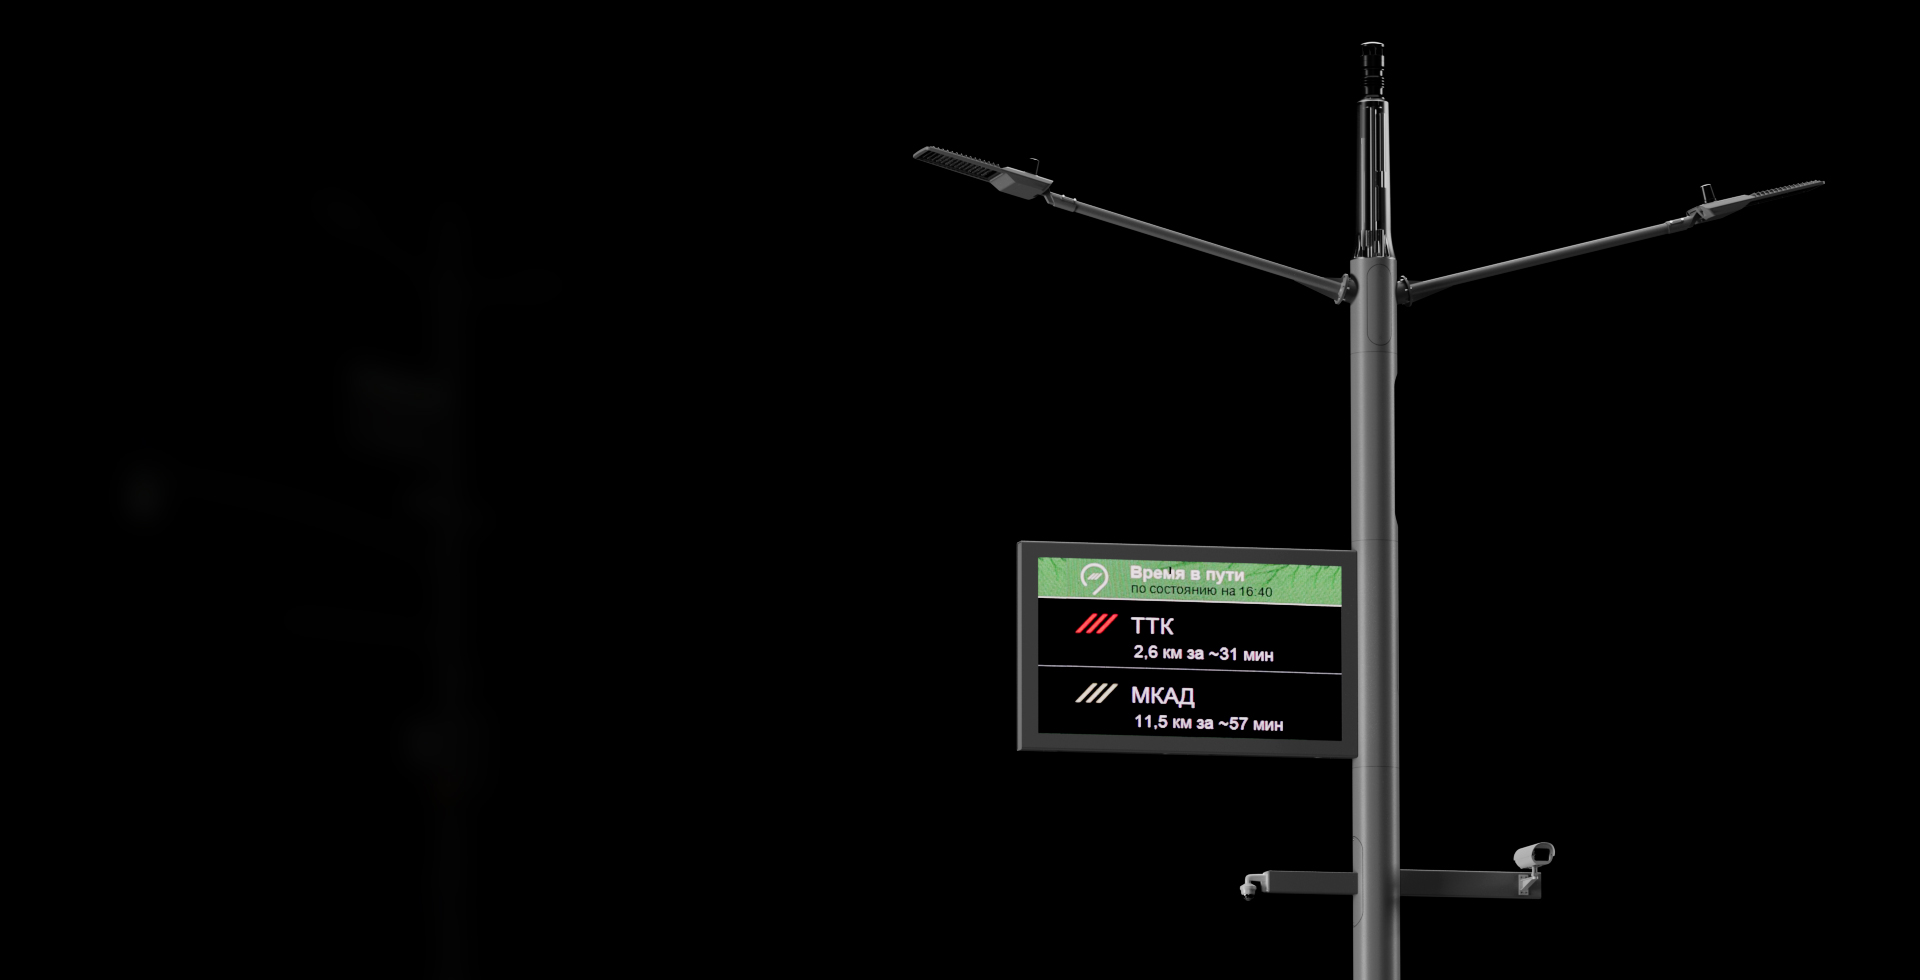 Время в пути
по состоянию на 16:40
ТТК
2,6 км за ~31 мин
МКАД
11,5 км за ~57 мин